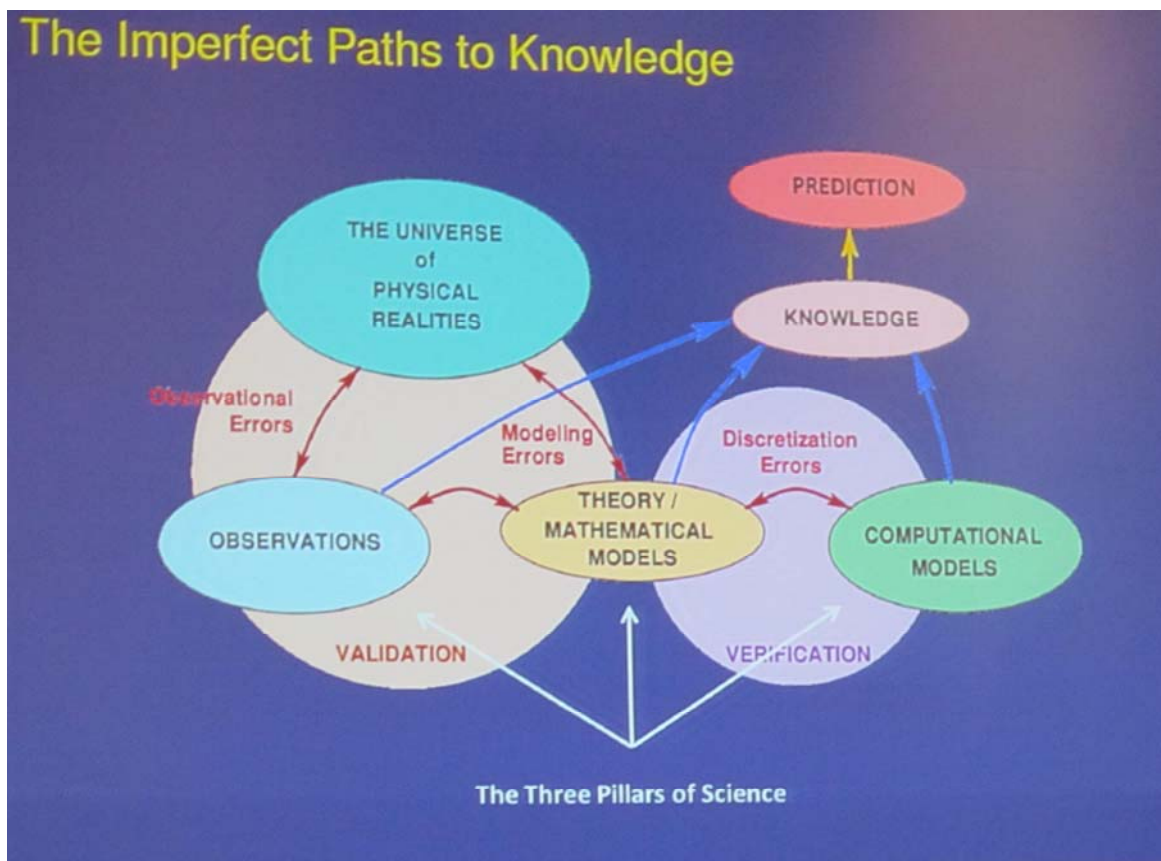 The Imperfect Paths to Knowledge
PREDICTION
THE UNIVERSE
of
PHYSICAL
REALITIES
KNOWLEDGE
Observational
Errors
Modeling
Errors
Discretization
Errors
OBSERVATIONS
THEORY /
MATHEMATICAL
MODELS
COMPUTATIONAL
MODELS
VALIDATION
VERIFICATION
The Three Pillars of Science